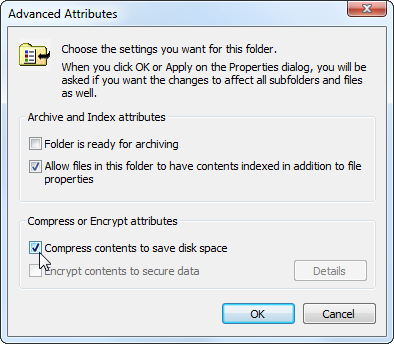 Advanced Attributes
Choose the settings you want for this folder.
When you click OK or Apply on the Properties dialog, you will be
asked if you want the changes to affect all subfolders and files
as well.
Archive and Index attributes
Folder is ready for archiving
Allow files in this folder to have contents indexed in addition to file
properties
Compress or Encrypt attributes
Compress contents to save disk space
Encrypt contents to secure data
Details
OK
Cancel